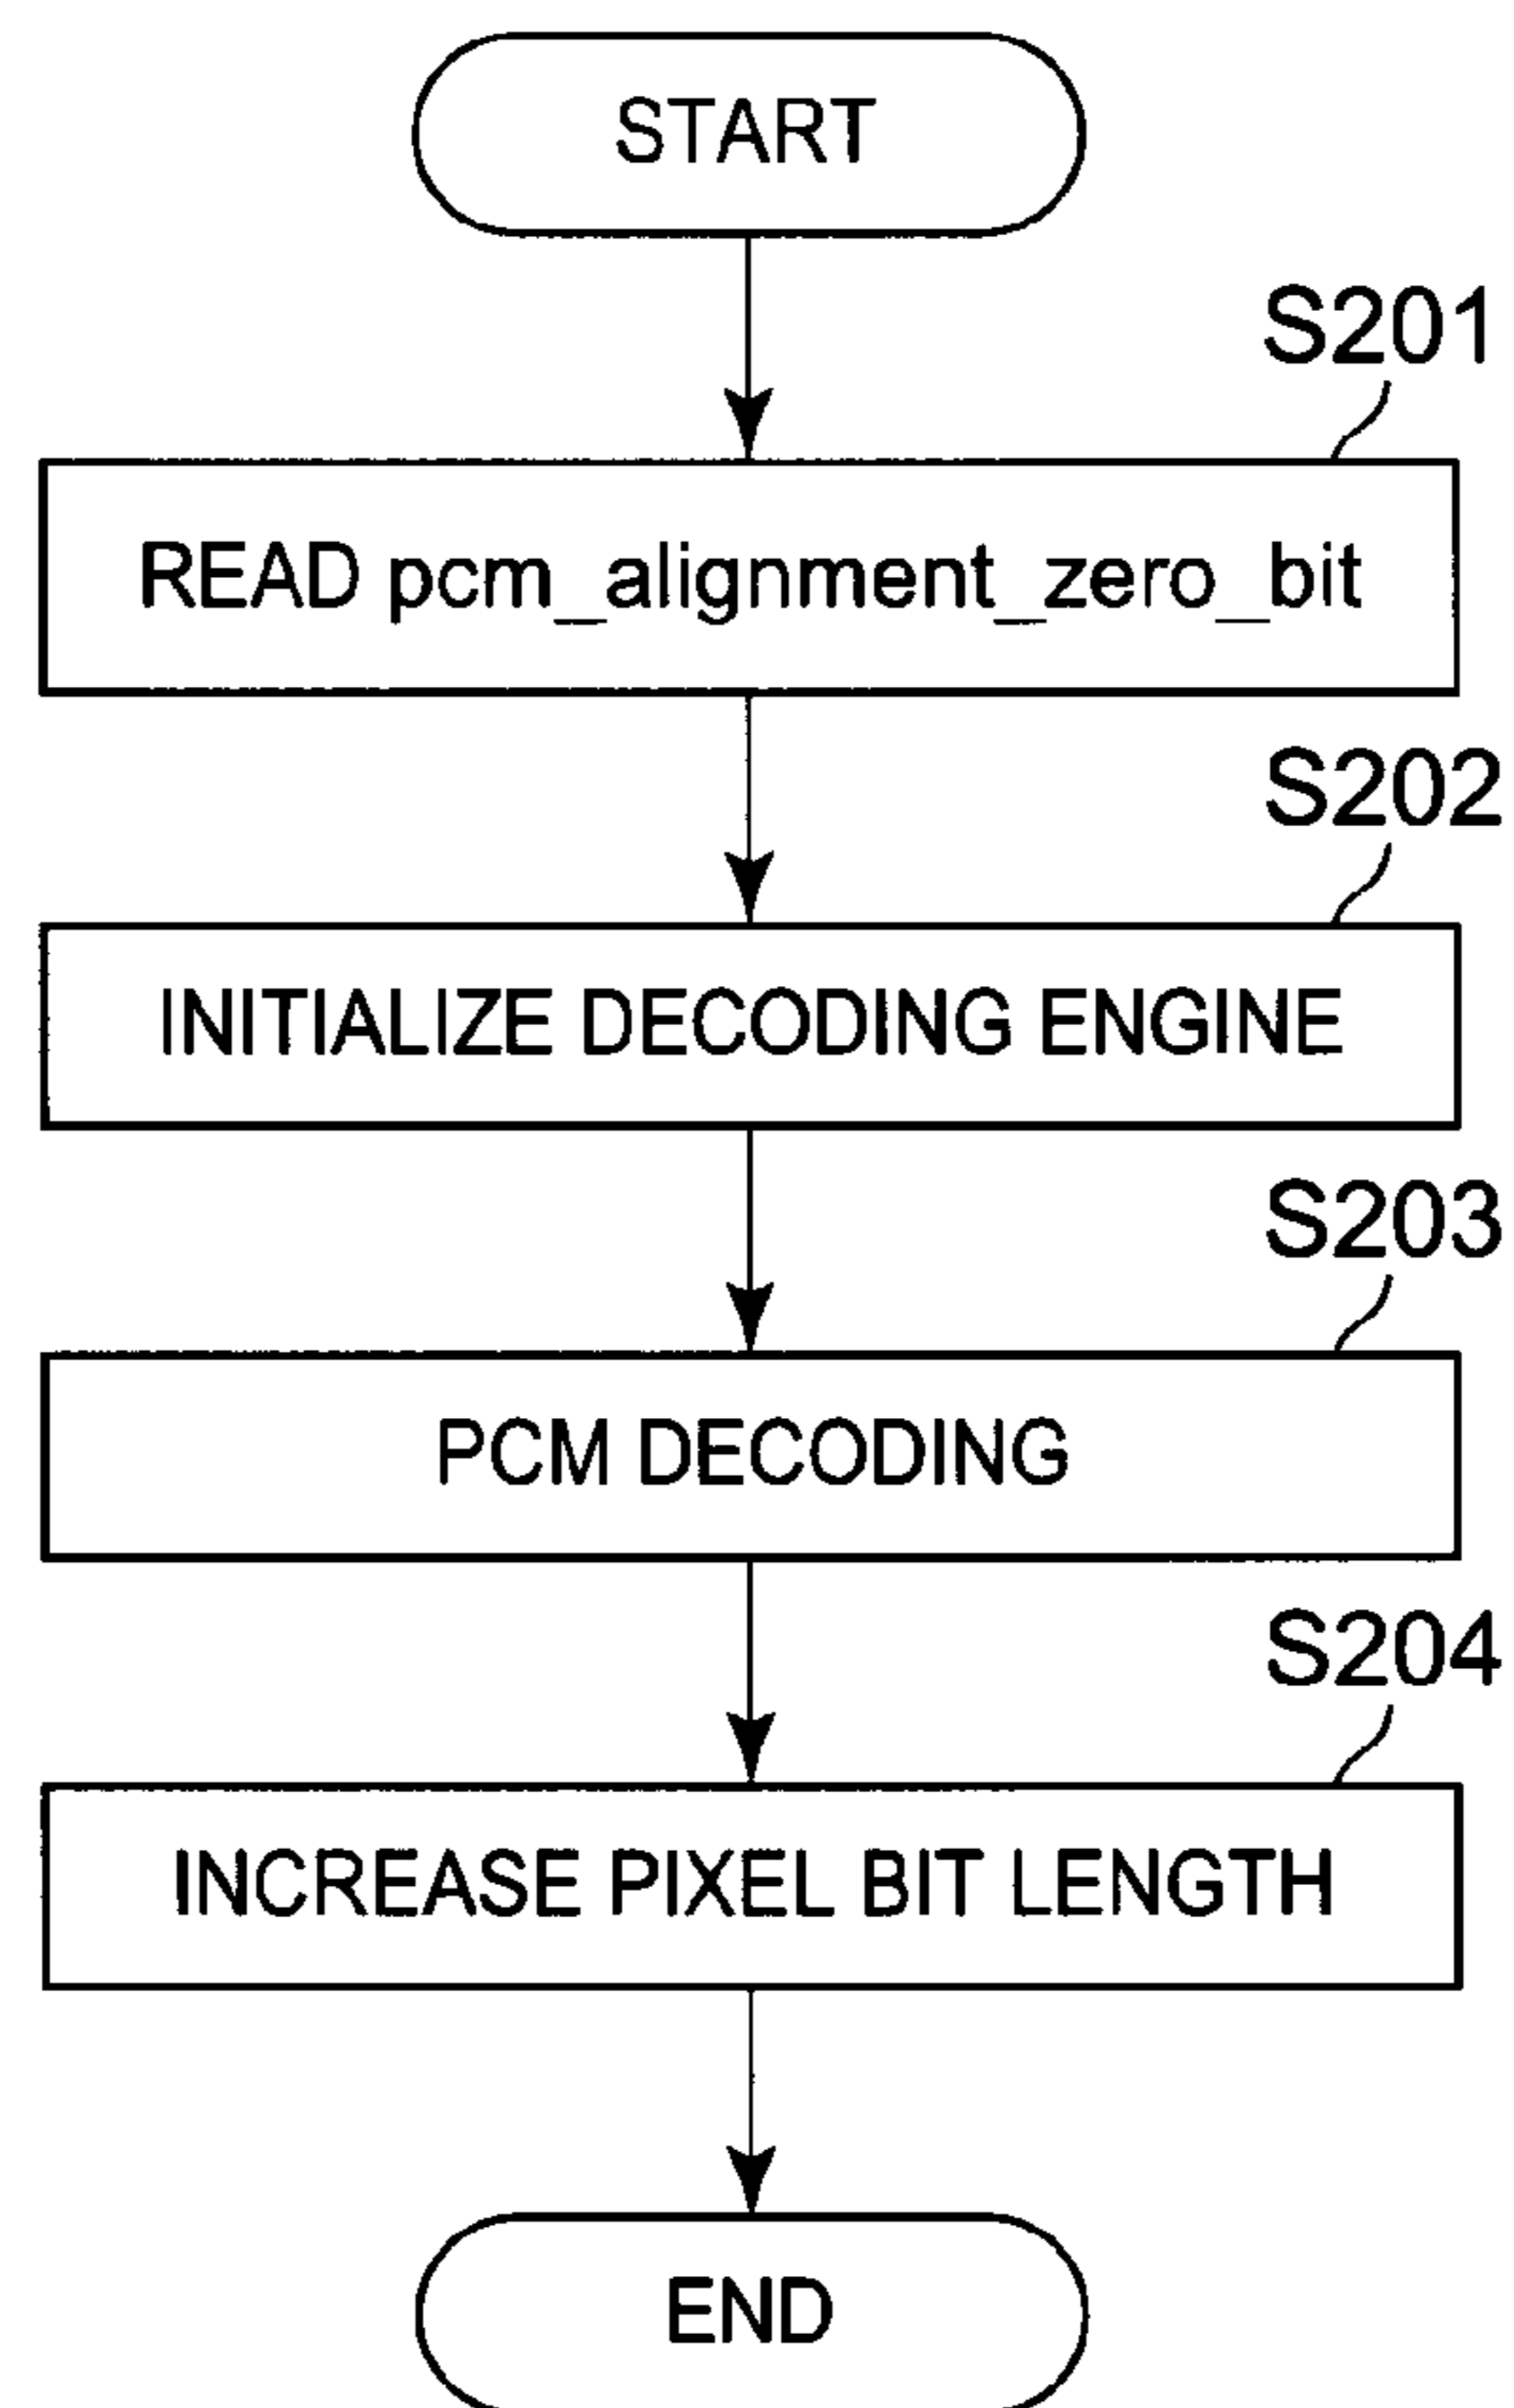 START
S201
READ pcm_alignment_zero_bit
S202
INITIALIZE DECODING ENGINE
S203
PCM DECODING
S204
INCREASE PIXEL BIT LENGTH
END